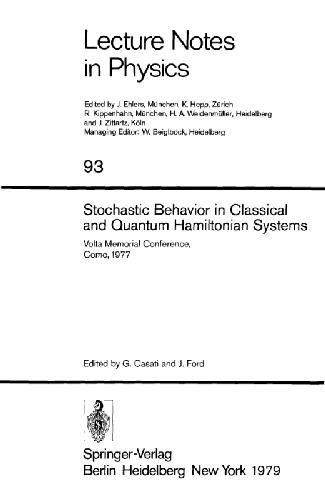 Lecture Notes
in Physics
Edited by J. Ehlers, München, K. Hepp, Zürich
R. Kippenhahn, München, H. A. Weidenmüller, Heidelberg
and J. Zittartz, Köln
Managing Editor: W. Beiglböck, Heidelberg
93
Stochastic Behavior in Classical
and Quantum Hamiltonian Systems
Volta Memorial Conference,
Como, 1977
Edited by G. Casati and J. Ford
Springer-Verlag
Berlin Heidelberg New York 1979